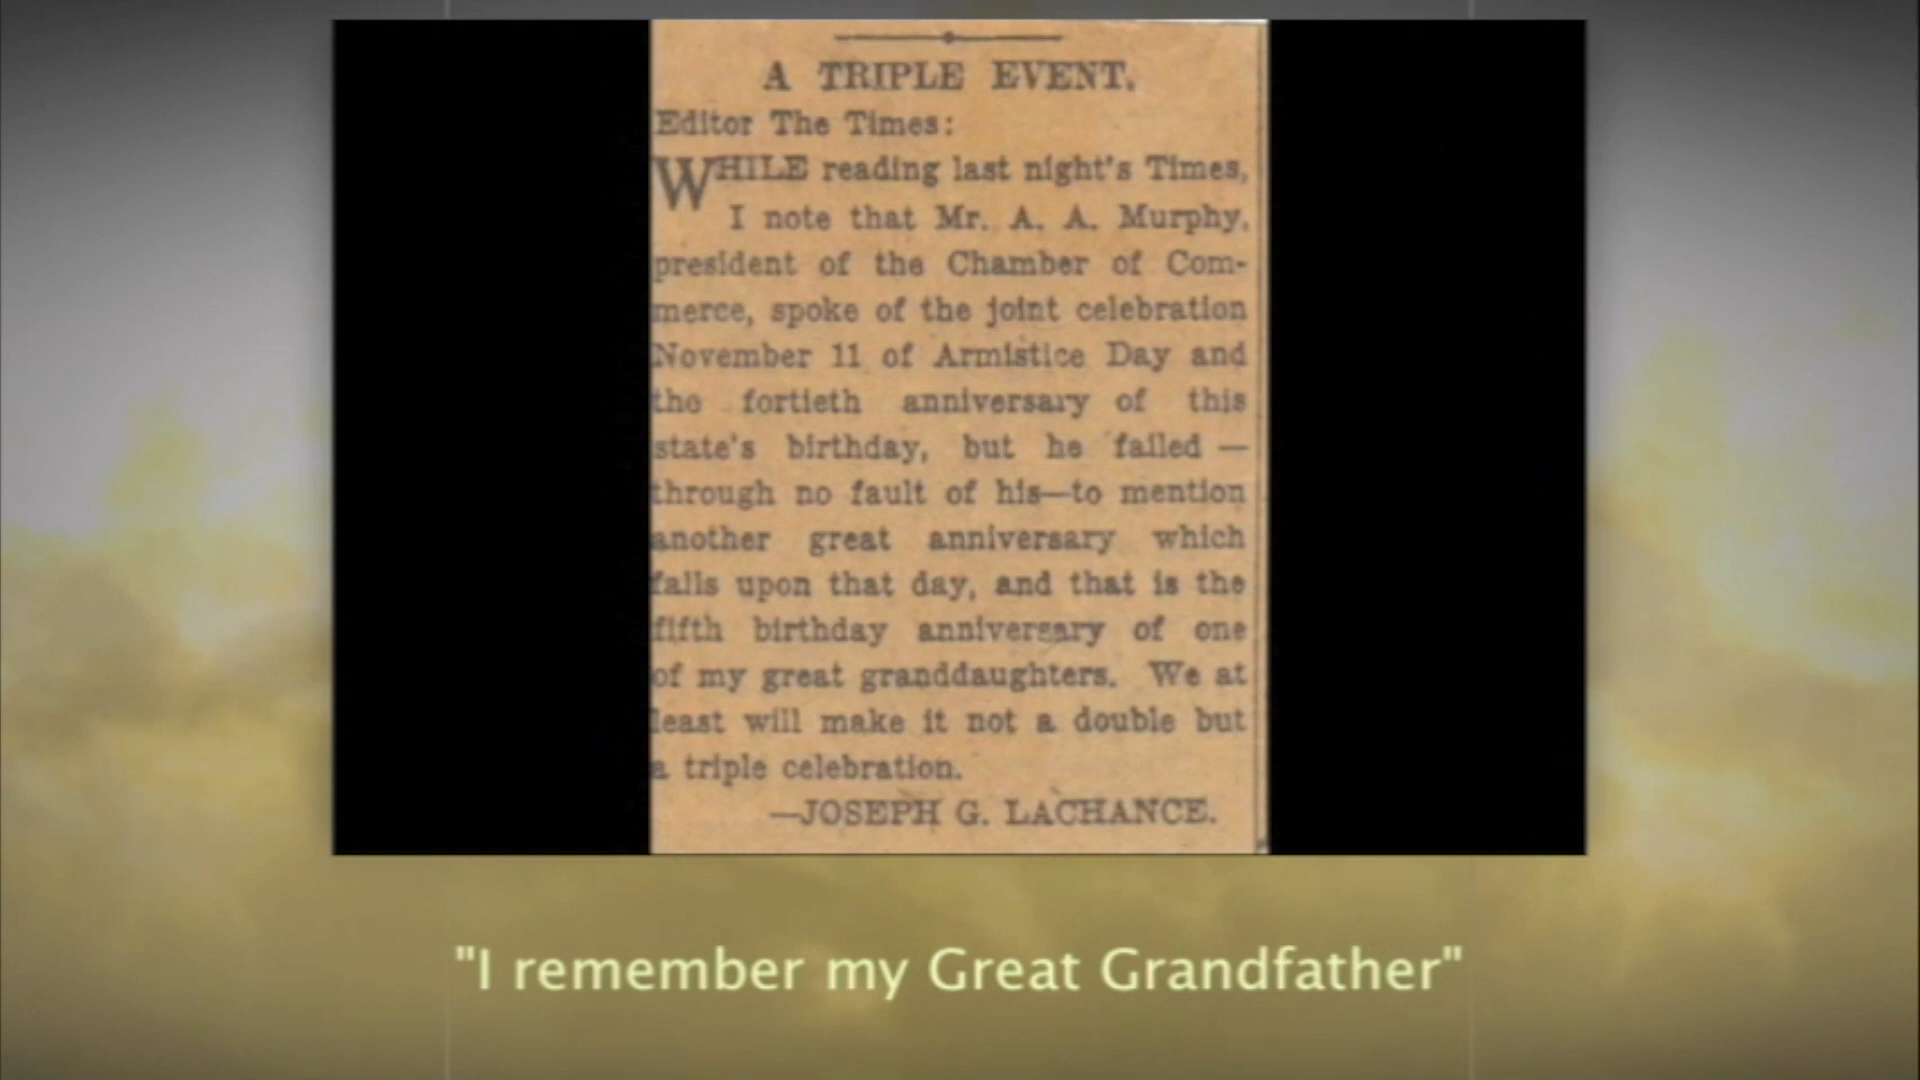 A TRIPLE EVENT.
Editor The Times:
WHILE reading last night's Times,
I note that Mr. A. A. Murphy,
president of the Chamber of Com-
merce, spoke of the joint celebration
November 11 of Armistice Day and
the fortieth anniversary of this
state's birthday, but he failed —
through no fault of his—to mention
another great anniversary which
falls upon that day, and that is the
fifth birthday anniversary of one
of my great granddaughters. We at
least will make it not a double but
a triple celebration.
—JOSEPH G. LACHANCE.
"I remember my Great Grandfather"